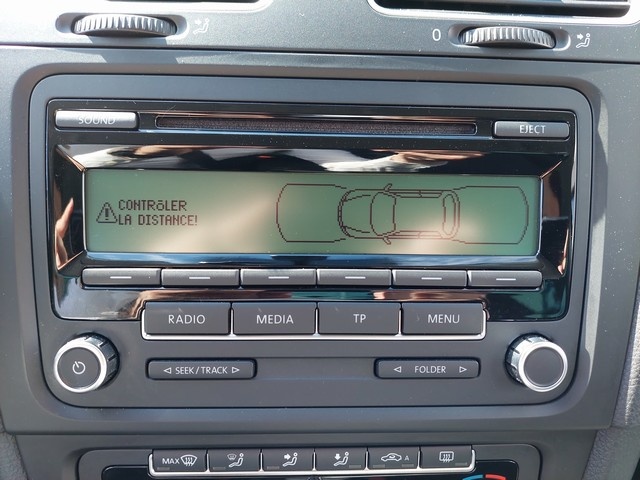 0
SOUND
EJECT
CONTRôLER
LA DISTANCE!
RADIO
MEDIA
TP
MENU
SEEK / TRACK
FOLDER
MAX
A